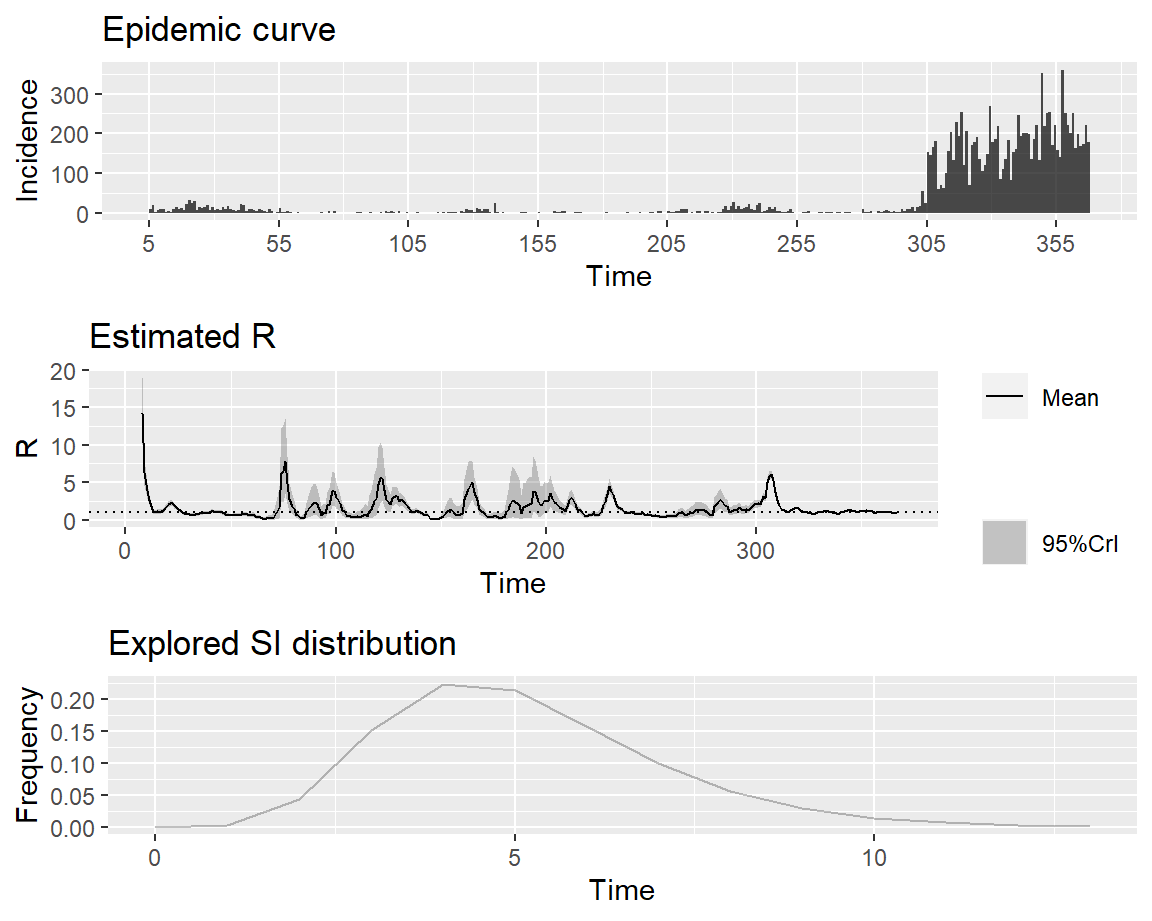 Epidemic curve
Incidence
300
200
100
0
5 55 105 155 205 255 305 355
Time
Estimated R
R
20
15
10
5
0
0 100 200 300
Time
Mean
95%CrI
Explored SI distribution
Frequency
0.20
0.15
0.10
0.05
0.00
0 5 10
Time